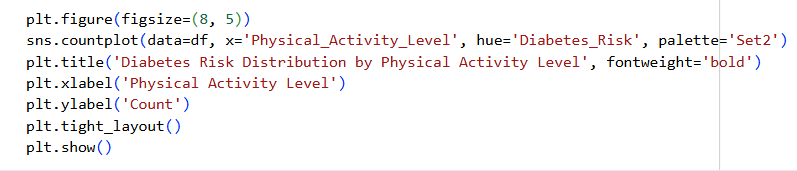 plt.figure(figsize=(8, 5))
sns.countplot(data=df, x='Physical_Activity_Level', hue='Diabetes_Risk', palette='Set2')
plt.title('Diabetes Risk Distribution by Physical Activity Level', fontweight='bold')
plt.xlabel('Physical Activity Level')
plt.ylabel('Count')
plt.tight_layout()
plt.show()